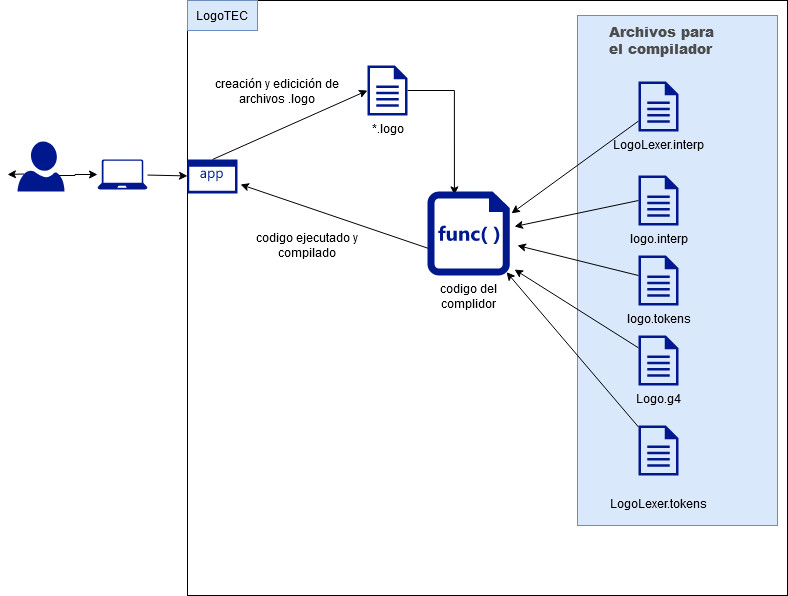 LogoTEC
Archivos para
el compilador
creación y edicición de
archivos .logo
*.logo
LogoLexer.interp
app
func( )
logo.interp
codigo ejecutado y
compilado
codigo del
complidor
logo.tokens
Logo.g4
LogoLexer.tokens